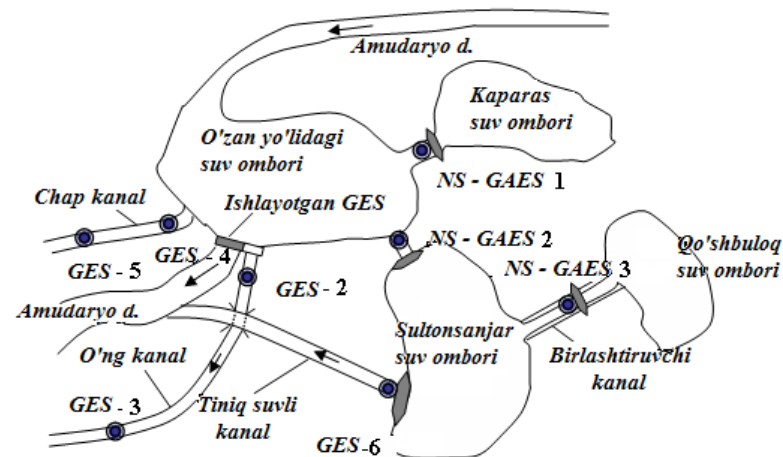 Amudaryo d.
Kaparas
suv ombori
O'zan yo'lidagi
suv ombori
NS - GAES 1
Chap kanal
Ishlayotgan GES
NS - GAES 2
Qo'shbuloq
suv ombori
GES - 5
GES - 4
NS - GAES 3
GES - 2
Amudaryo d.
Sultonsanjar
suv ombori
O'ng kanal
Birlashtiruvchi
kanal
GES - 3
Tiniq suvli
kanal
GES -6